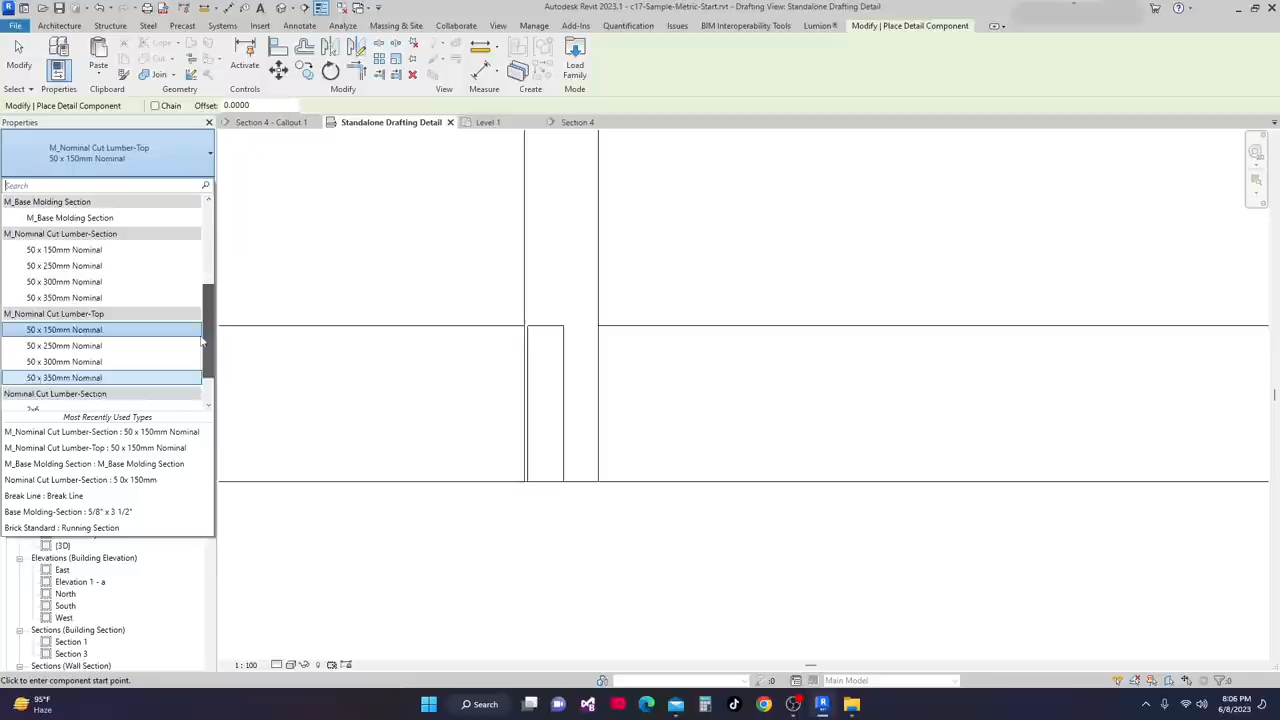 Autodesk Revit 2023.1 - c17-Sample-Metric-Start.rvt - Drafting View: Standalone Drafting Detail
File Architecture Structure Steel Precast Systems Insert Annotate Analyze Massing & Site Collaborate View Manage Add-Ins Issues BIM Interoperability Tools Lumion® Modify | Place Detail Component
Cope
Cut
Join
Modify Paste Activate Load
Properties Family
Select Properties Clipboard Geometry Controls Modify View Measure Create Mode
Modify | Place Detail Component Chain Offset: 0.0000
Properties
Section 4 - Callout 1 Standalone Drafting Detail Level 1 Section 4
M_Nominal Cut Lumber-Top
50 x 150mm Nominal
Search
M_Base Molding Section
M_Base Molding Section
M_Nominal Cut Lumber-Section
50 x 150mm Nominal
50 x 250mm Nominal
50 x 300mm Nominal
50 x 350mm Nominal
M_Nominal Cut Lumber-Top
50 x 150mm Nominal
50 x 250mm Nominal
50 x 300mm Nominal
50 x 350mm Nominal
Nominal Cut Lumber-Section
2x6
Most Recently Used Types
M_Nominal Cut Lumber-Section : 50 x 150mm Nominal
M_Nominal Cut Lumber-Top : 50 x 150mm Nominal
M_Base Molding Section : M_Base Molding Section
Nominal Cut Lumber-Section : 5 0x 150mm
Break Line : Break Line
Base Molding-Section : 5/8" x 3 1/2"
Brick Standard : Running Section
{3D}
Elevations (Building Elevation)
East
Elevation 1 - a
North
South
West
Sections (Building Section)
Section 1
Section 3
Sections (Wall Section)
1 : 100
Click to enter component start point. :0 Main Model :0
95°F
Haze
Search
8:06 PM
6/8/2023